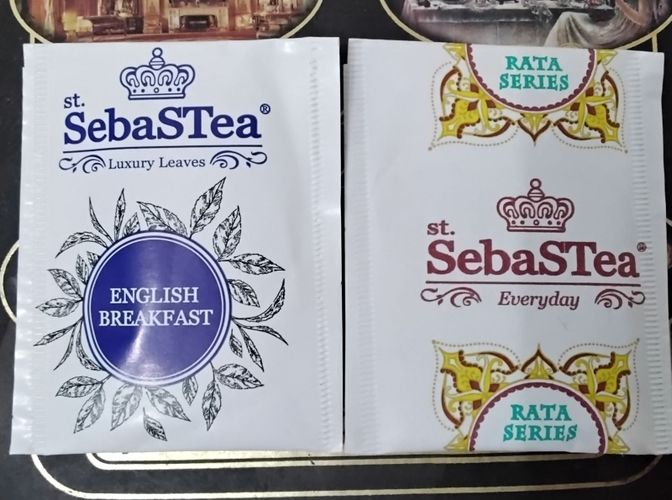 st.
SebaSTea®
Luxury Leaves
ENGLISH
BREAKFAST
RATA
SERIES
st.
SebaSTea®
Everyday
RATA
SERIES